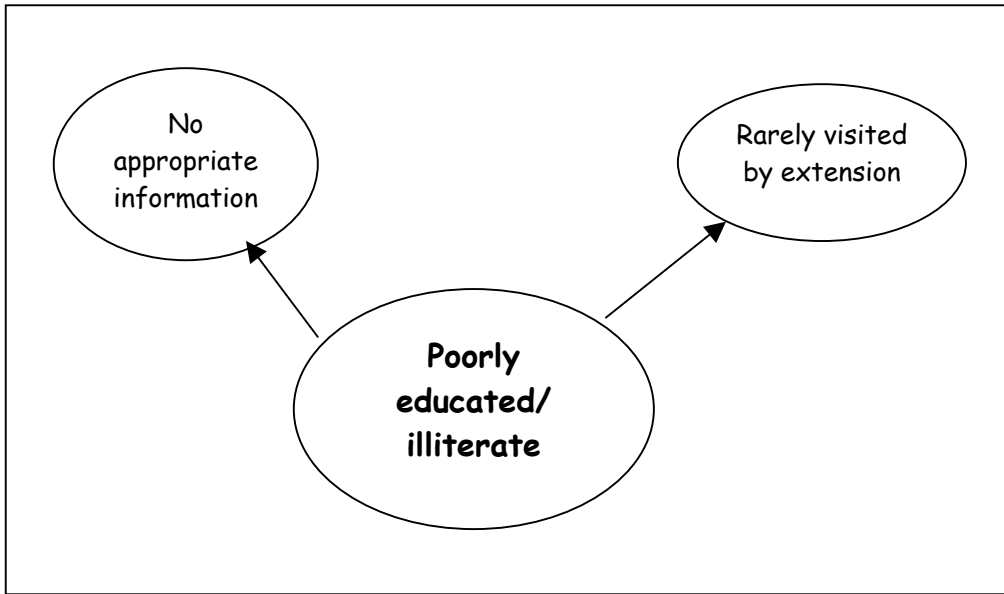 No
appropriate
information
Rarely visited
by extension
Poorly
educated/
illiterate